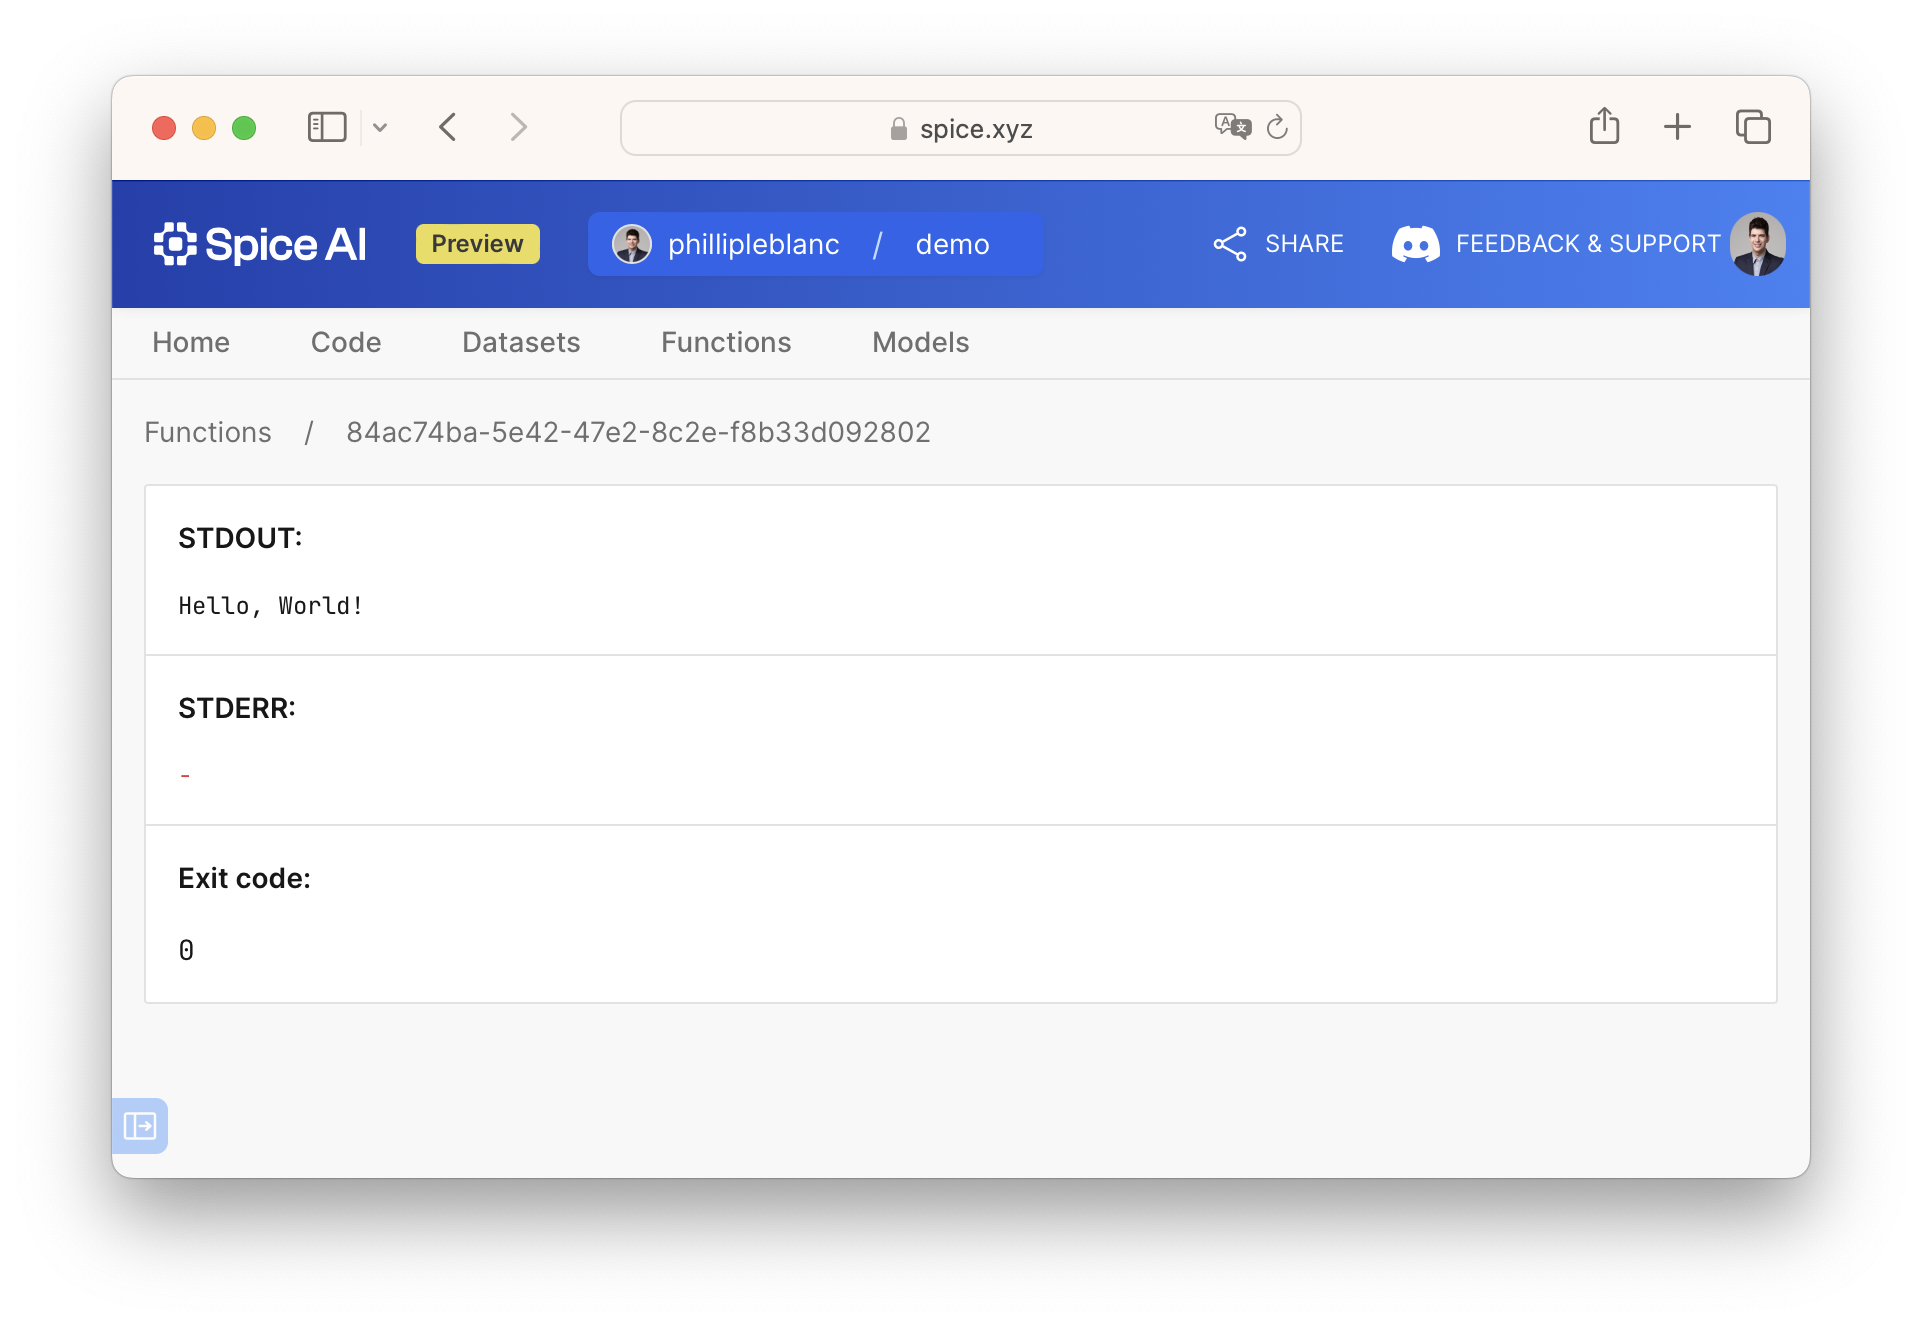 spice.xyz
Spice AI Preview phillipleblanc / demo SHARE FEEDBACK & SUPPORT
Home Code Datasets Functions Models
Functions / 84ac74ba-5e42-47e2-8c2e-f8b33d092802
STDOUT:
Hello, World!
STDERR:
-
Exit code:
0